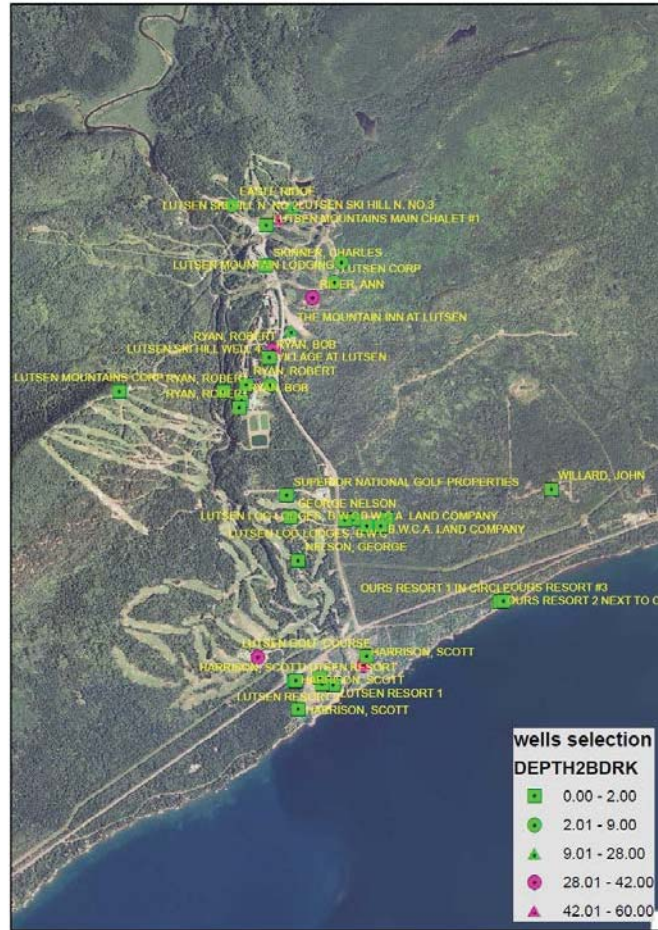 EAGLE RIDGE
LUTSEN SKI HILL N. NO. 2 LUTSEN SKI HILL N. NO.3
LUTSEN MOUNTAINS MAIN CHALET #1
SKINNER, CHARLES
LUTSEN MOUNTAIN LODGING LUTSEN CORP
ANN
THE MOUNTAIN INN AT LUTSEN
RYAN, ROBERT
RYAN, BOB
LUTSEN SKI HILL WELL 4
VILLAGE AT LUTSEN
RYAN, ROBERT
LUTSEN MOUNTAINS CORP RYAN, ROBERT RYAN, BOB
RYAN, ROBERT
SUPERIOR NATIONAL GOLF PROPERTIES
WILLARD, JOHN
GEORGE NELSON
LUTSEN LOG LODGES, B.W.C B.W.C.A. LAND COMPANY
B.W.C.A. LAND COMPANY
LUTSEN LOG LODGES, B.W.C
NELSON, GEORGE
OURS RESORT 1 IN CIRCLE OURS RESORT #3
OURS RESORT 2 NEXT TO C
LUTSEN GOLF COURSE
HARRISON, SCOTT
HARRISON, SCOTT LUTSEN RESORT
HARRISON, SCOTT
LUTSEN RESORT LUTSEN RESORT 1
HARRISON, SCOTT
wells selection
DEPTH2BDRK
0.00 - 2.00
2.01 - 9.00
9.01 - 28.00
28.01 - 42.00
42.01 - 60.00